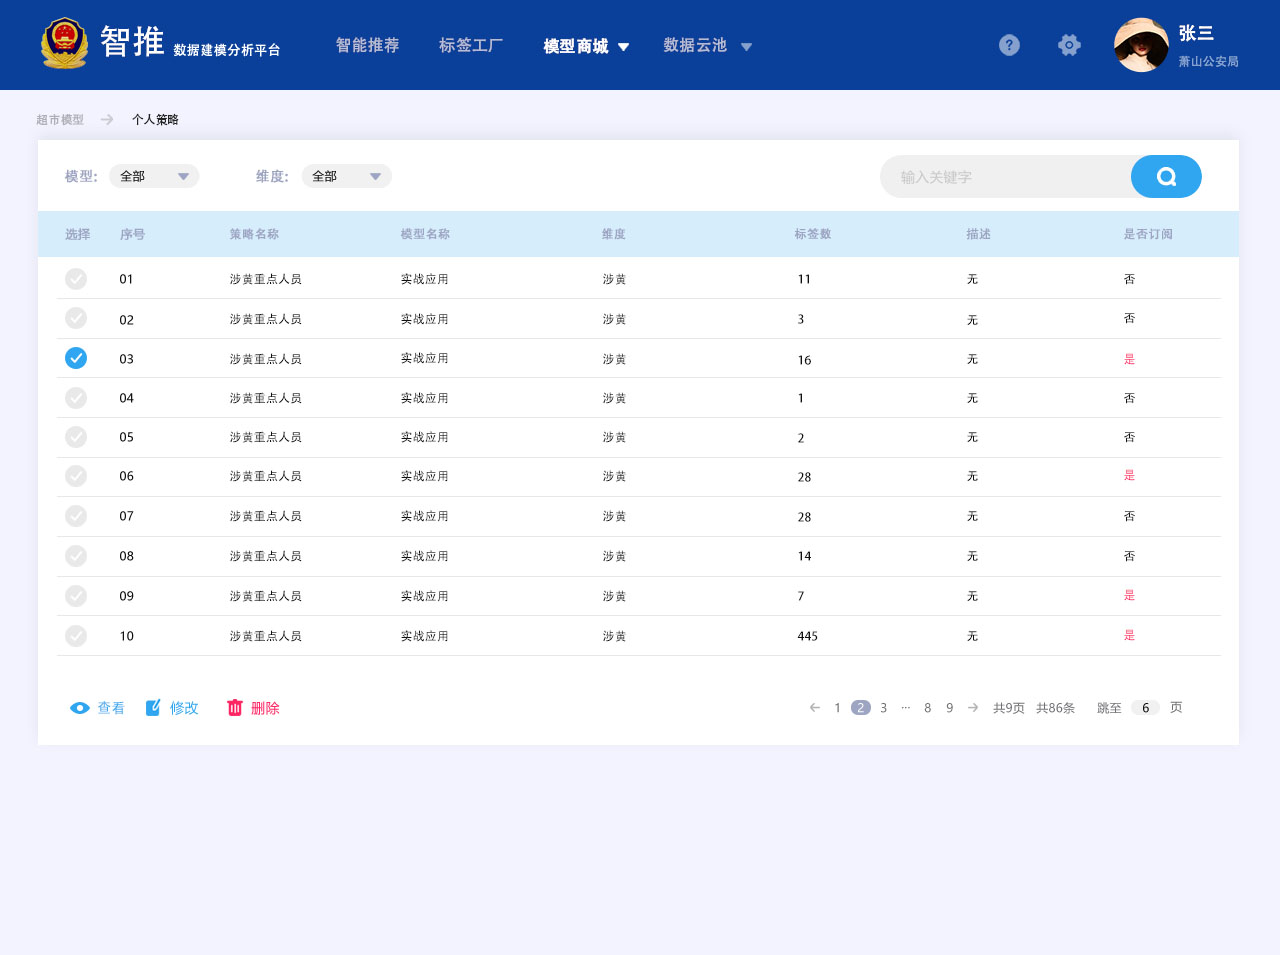 智推 数据建模分析平台 智能推荐 标签工厂 模型商城 数据云池 ? 张三
萧山公安局
超市模型 → 个人策略
模型: 全部 维度: 全部 输入关键字
选择 序号 策略名称 模型名称 维度 标签数 描述 是否订阅
01 涉黄重点人员 实战应用 涉黄 11 无 否
02 涉黄重点人员 实战应用 涉黄 3 无 否
03 涉黄重点人员 实战应用 涉黄 16 无 是
04 涉黄重点人员 实战应用 涉黄 1 无 否
05 涉黄重点人员 实战应用 涉黄 2 无 否
06 涉黄重点人员 实战应用 涉黄 28 无 是
07 涉黄重点人员 实战应用 涉黄 28 无 否
08 涉黄重点人员 实战应用 涉黄 14 无 否
09 涉黄重点人员 实战应用 涉黄 7 无 是
10 涉黄重点人员 实战应用 涉黄 445 无 是
查看 修改 删除 ← 1 2 3 ··· 8 9 → 共9页 共86条 跳至 6 页